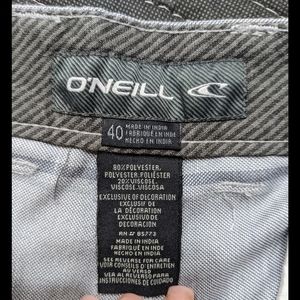 O'NEILL
40
MADE IN INDIA
FABRIQUÉ EN INDE
HECHO EN INDIA
80% POLYESTER,
POLYESTER, POLIÉSTER
20% VISCOSE,
VISCOSE, VISCOSA
EXCLUSIVE OF DECORATION
EXCLUSIF DE
LA DÉCORATION
EXCLUSIVO DE
DECORACIÓN
RN # 85773
MADE IN INDIA
FABRIQUÉ EN INDE
HECHO EN INDIA
SEE REVERSE FOR CARE
VOIR CONSEILS D'ENTRETIEN
AU VERSO
VEA AL REVERSO PARA
INSTRUCCIONES DE CUIDADO